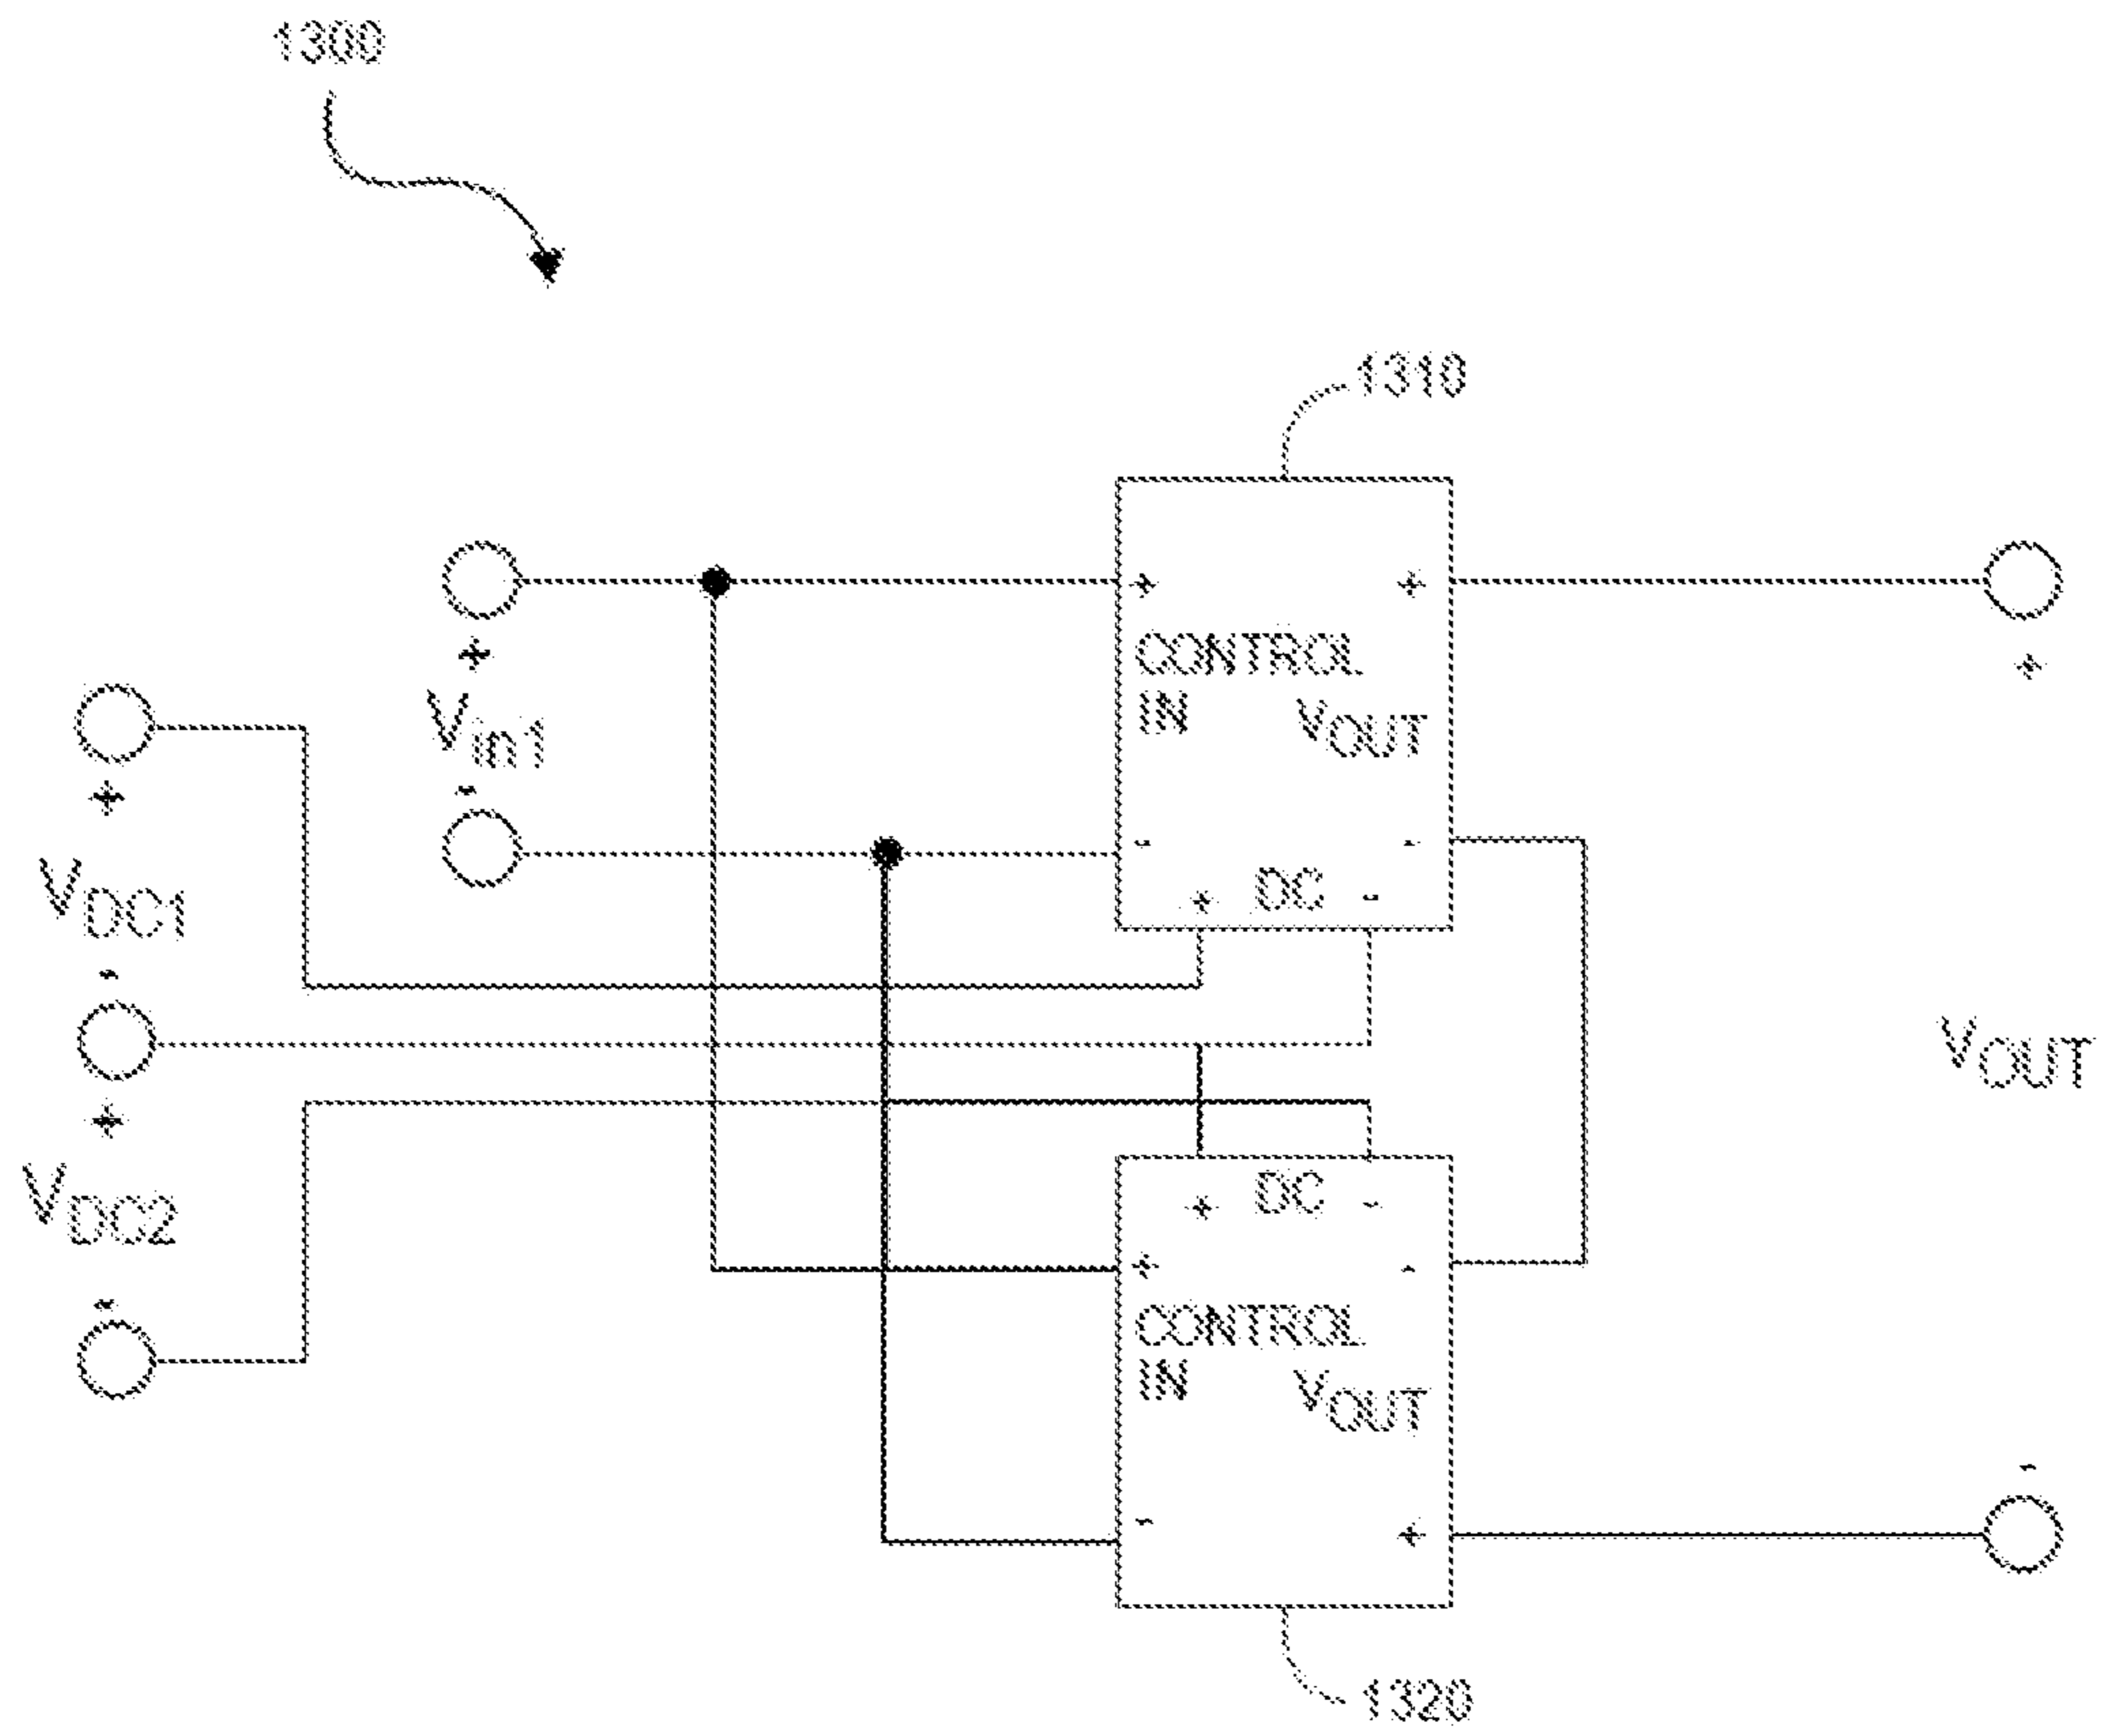 1300
1310
+ +
+ CONTROL +
Vin1 IN VOUT
+ - - -
VDC1 + DC -
-
+ VOUT
VDC2 + DC -
+ -
- CONTROL
IN VOUT
- + -
1320